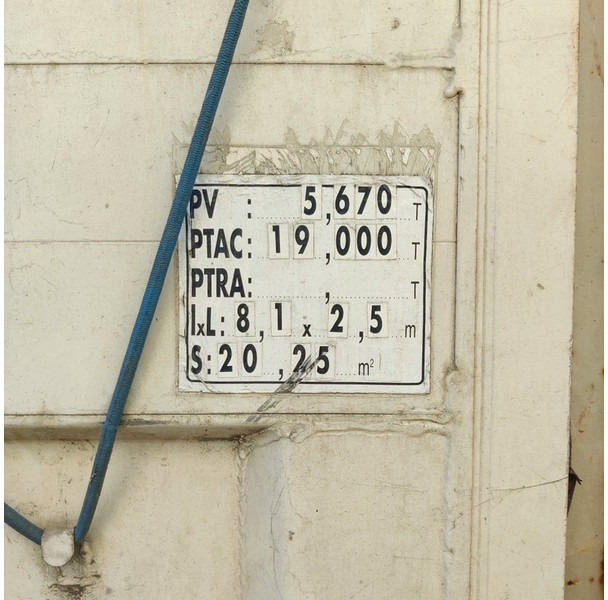 PV : 5,670 T
PTAC: 19,000 T
PTRA: , T
lxL: 8,1 x 2,5 m
S: 20,25 m²